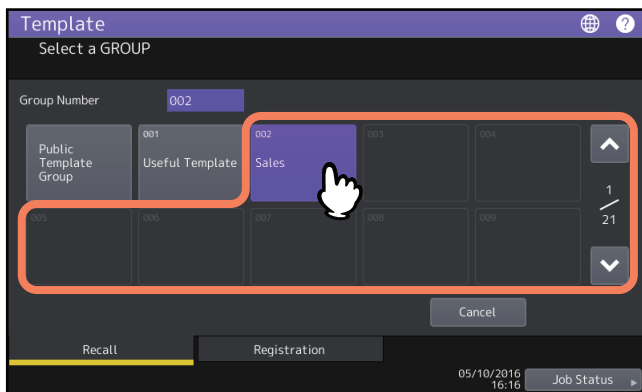 Template
?
Select a GROUP
Group Number 002
Public
Template
Group
001
Useful Template
002
Sales
003
004
1
21
005
006
007
008
009
Cancel
Recall
Registration
05/10/2016
16:16
Job Status